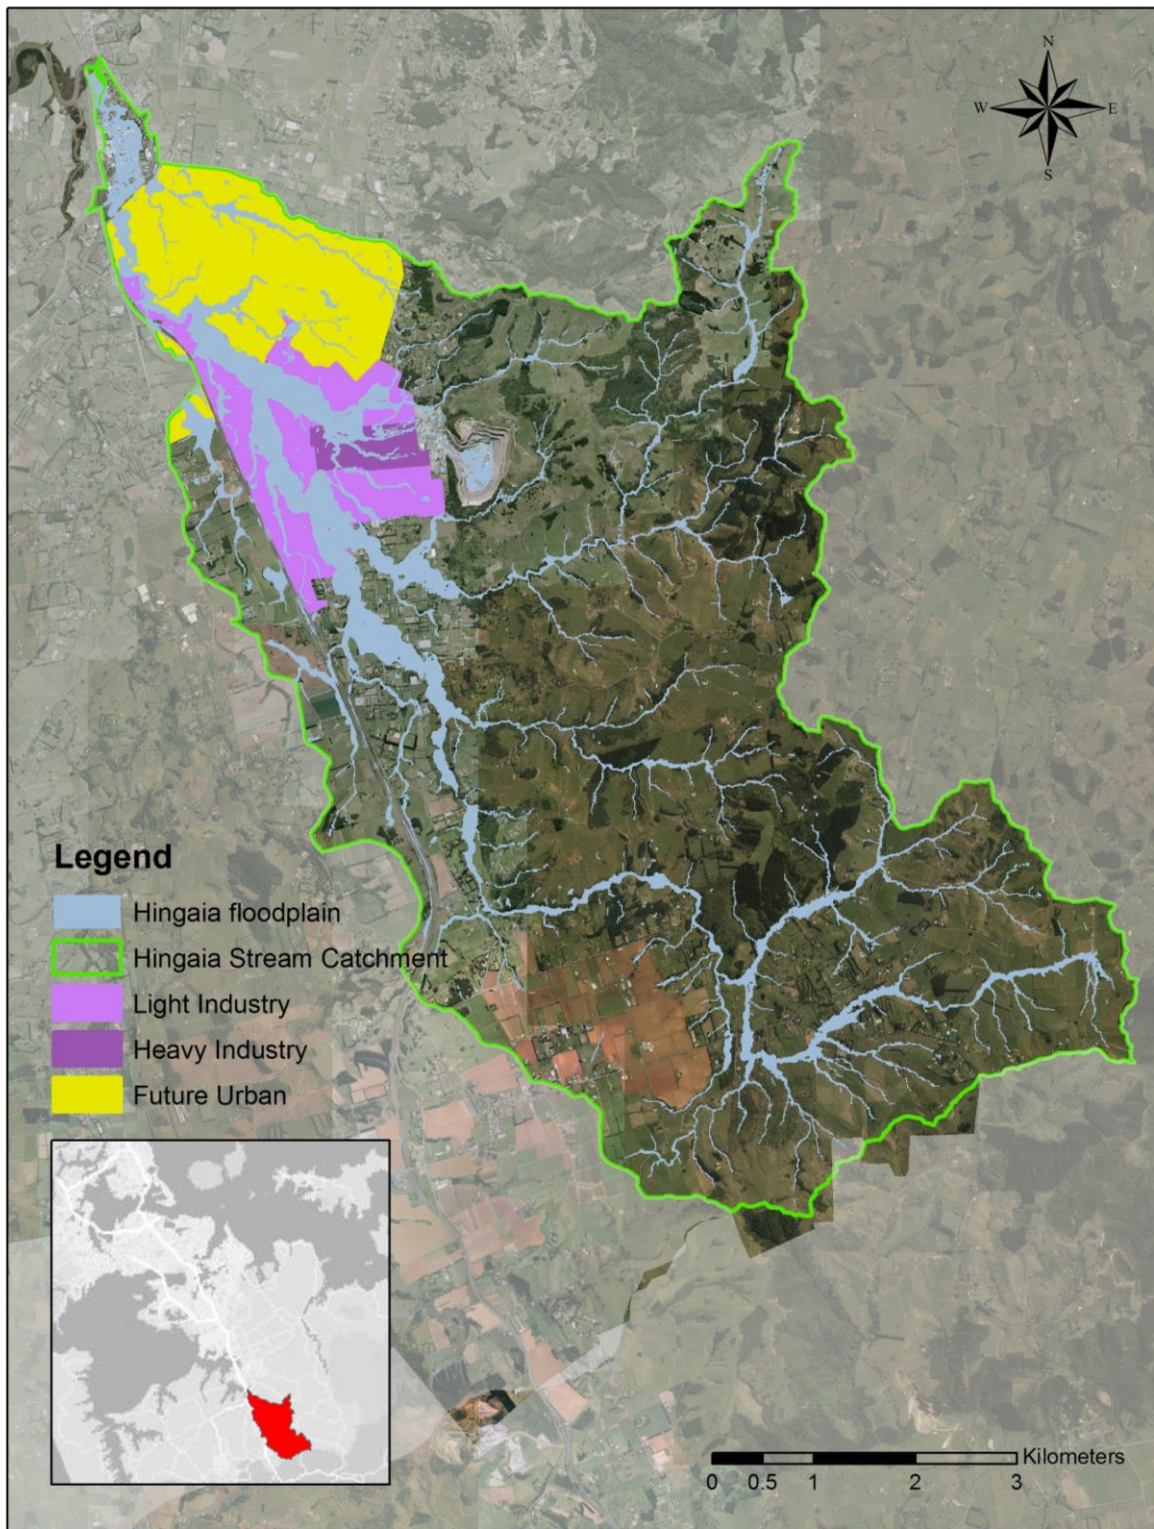 N
W E
S
Legend
Hingaia floodplain
Hingaia Stream Catchment
Light Industry
Heavy Industry
Future Urban
Kilometers
0 0.5 1 2 3